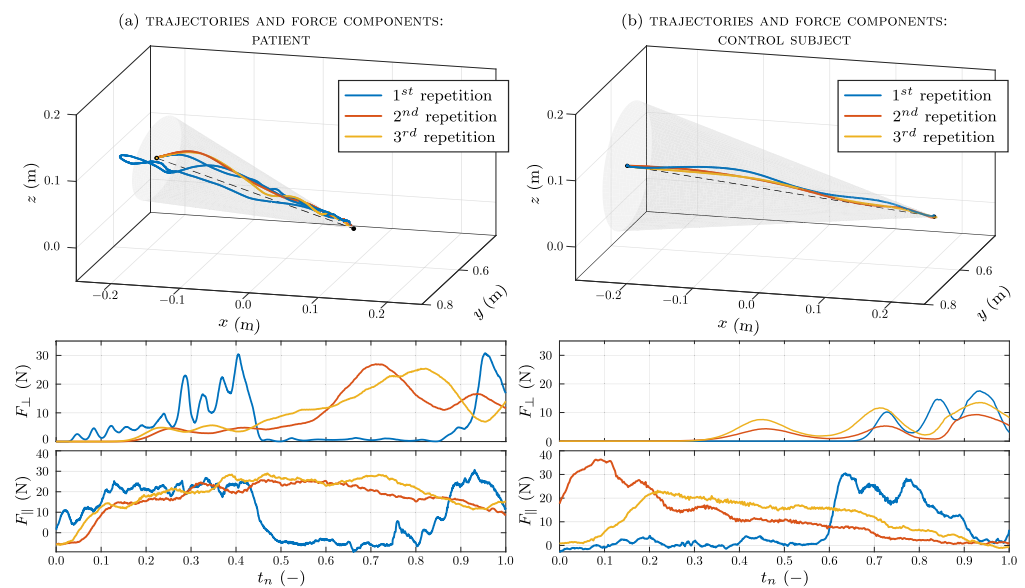 (a) TRAJECTORIES AND FORCE COMPONENTS:
PATIENT
0.2
0.1
0.0
z (m)
−0.2
−0.1
0.0
0.1
0.2
x (m)
0.8
0.6
y (m)
1st repetition
2nd repetition
3rd repetition
(b) TRAJECTORIES AND FORCE COMPONENTS:
CONTROL SUBJECT
0.2
0.1
0.0
z (m)
−0.2
−0.1
0.0
0.1
0.2
x (m)
0.8
0.6
y (m)
1st repetition
2nd repetition
3rd repetition
30
20
10
0
F⊥ (N)
40
30
20
10
0
F∥ (N)
0.0 0.1 0.2 0.3 0.4 0.5 0.6 0.7 0.8 0.9 1.0
tn (−)
30
20
10
0
F⊥ (N)
40
30
20
10
0
F∥ (N)
0.0 0.1 0.2 0.3 0.4 0.5 0.6 0.7 0.8 0.9 1.0
tn (−)